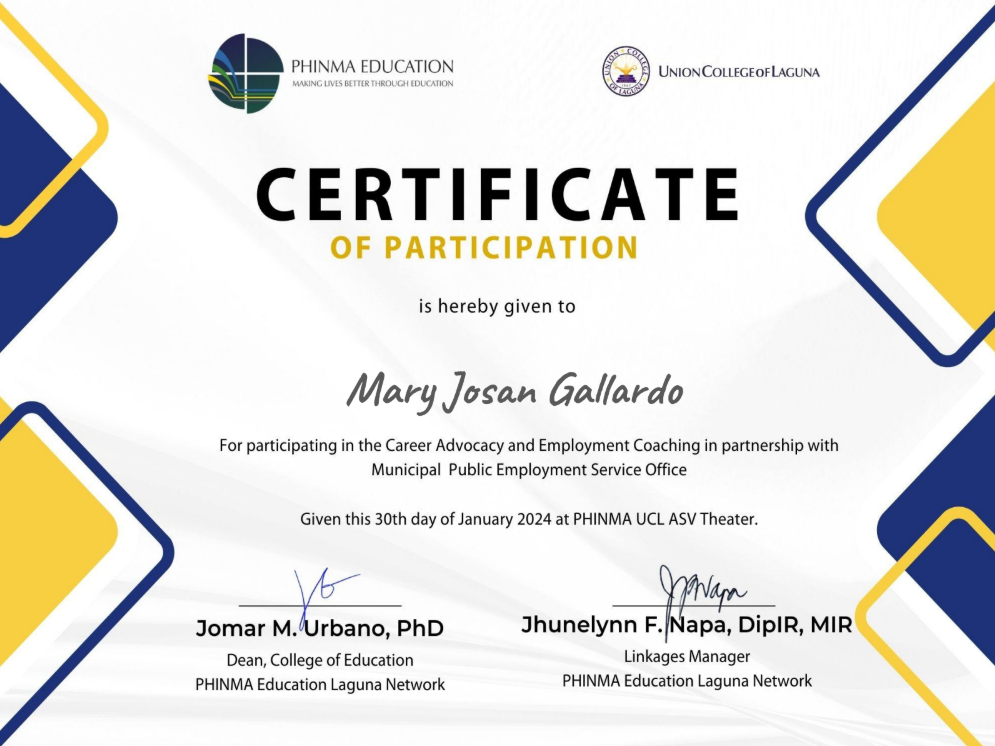 PHINMA EDUCATION
MAKING LIVES BETTER THROUGH EDUCATION
UNION COLLEGE OF LAGUNA
UNION COLLEGE OF LAGUNA
CERTIFICATE
OF PARTICIPATION
is hereby given to
Mary Josan Gallardo
For participating in the Career Advocacy and Employment Coaching in partnership with
Municipal Public Employment Service Office
Given this 30th day of January 2024 at PHINMA UCL ASV Theater.
Jomar M. Urbano, PhD
Dean, College of Education
PHINMA Education Laguna Network
Jhunelynn F. Napa, DipIR, MIR
Linkages Manager
PHINMA Education Laguna Network